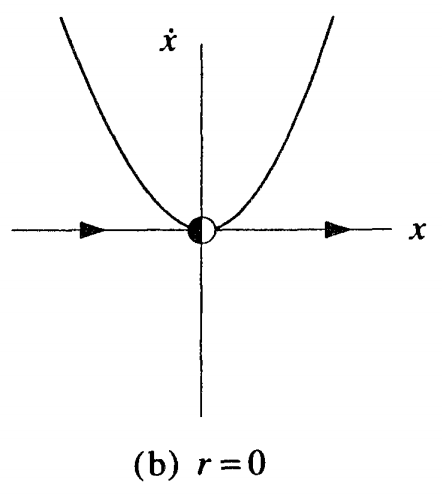 ẋ
x
(b) r = 0